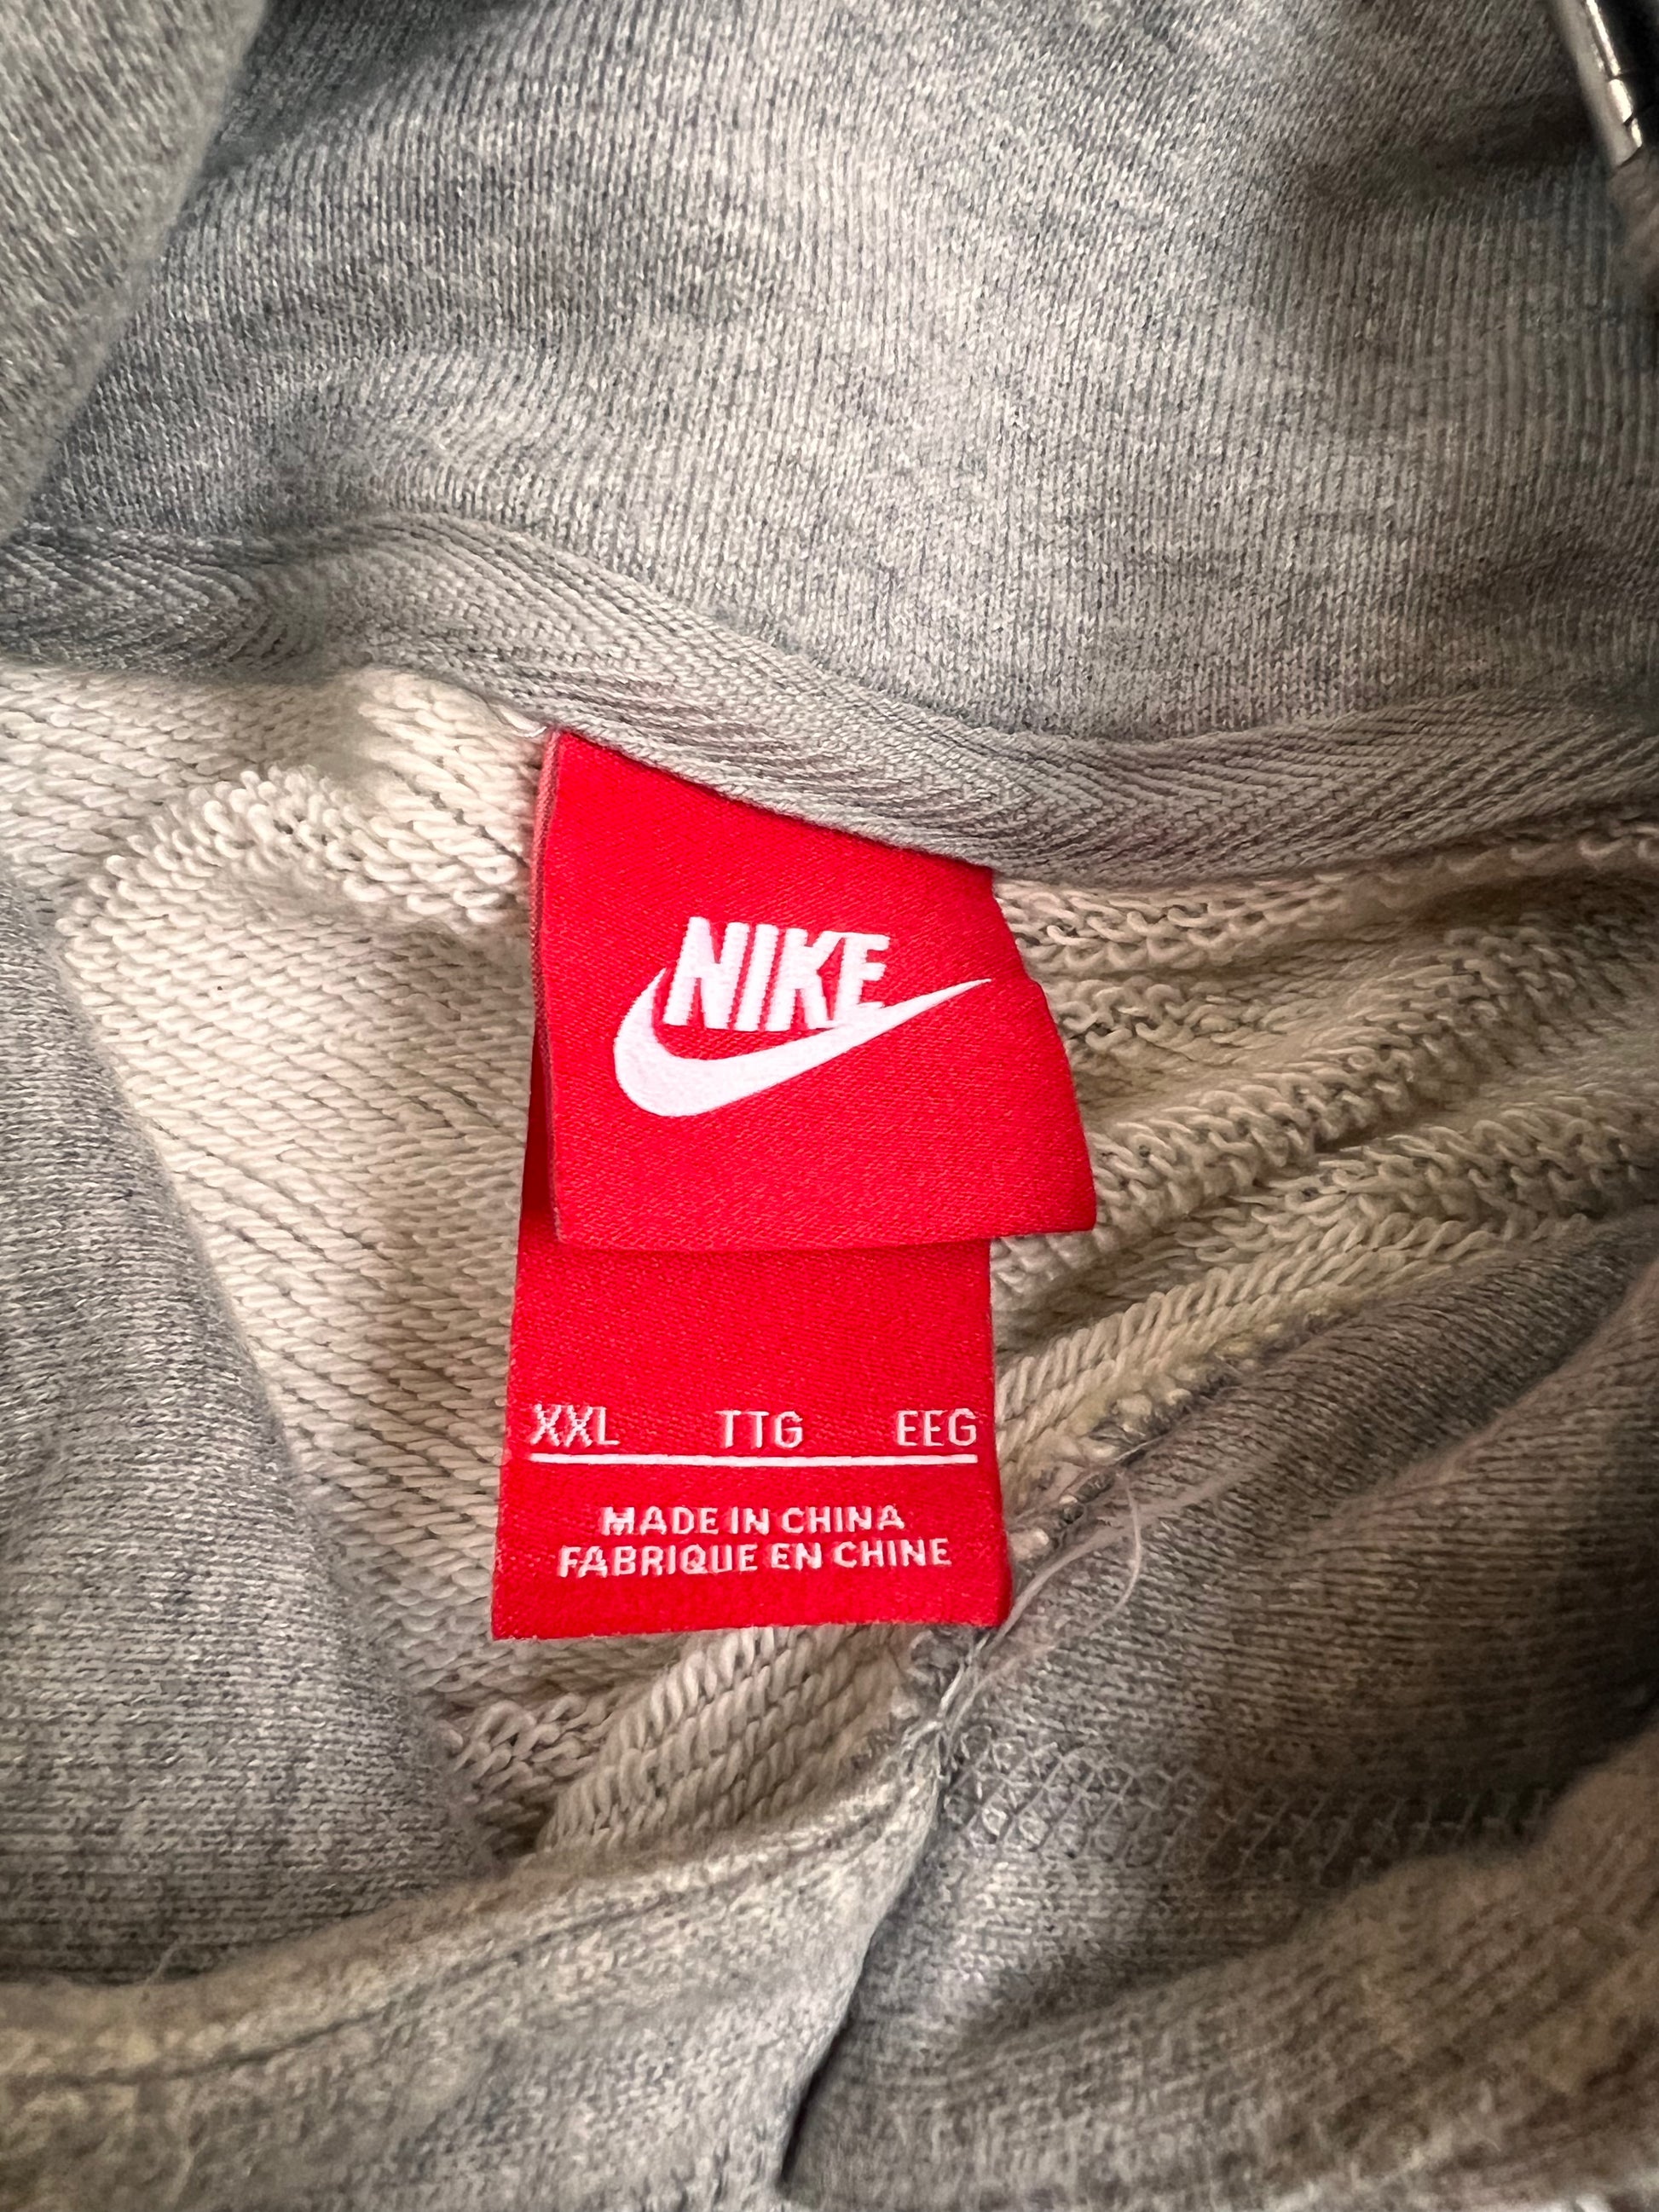 NIKE
XXL TTG EEG
MADE IN CHINA
FABRIQUE EN CHINE